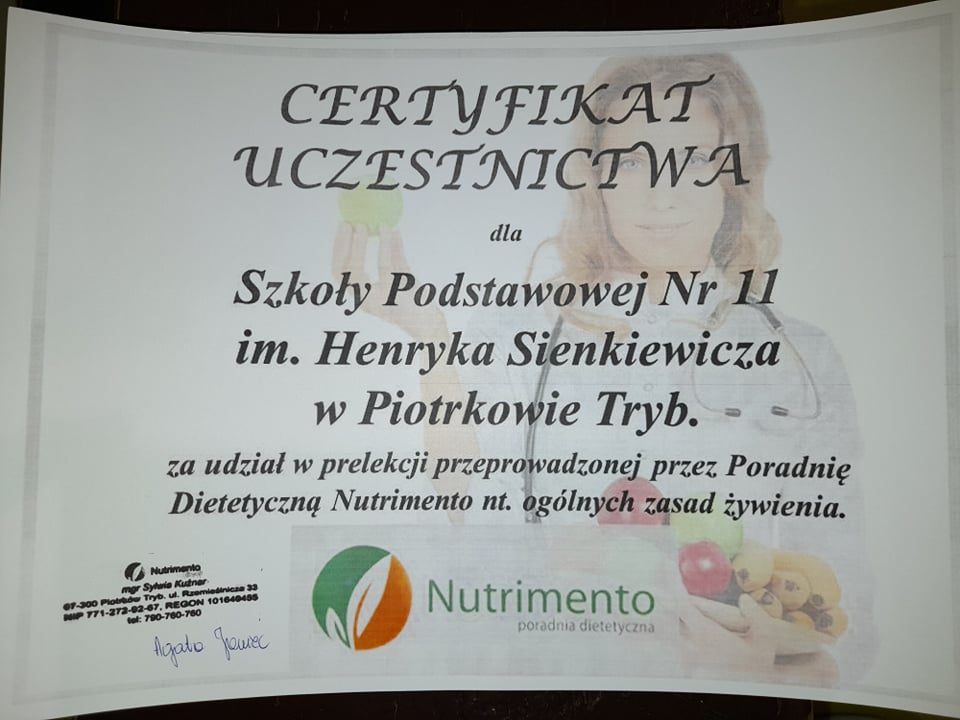 CERTYFIKAT
UCZESTNICTWA
dla
Szkoły Podstawowej Nr 11
im. Henryka Sienkiewicza
w Piotrkowie Tryb.
za udział w prelekcji przeprowadzonej przez Poradnię
Dietetyczną Nutrimento nt. ogólnych zasad żywienia.
Nutrimento
mgr Sylwia Kuźner
97-300 Piotrków Tryb. ul. Rzemieślnicza 33
NIP 771-272-92-67, REGON 101649495
tel: 790-760-760
Agata
Nutrimento
poradnia dietetyczna